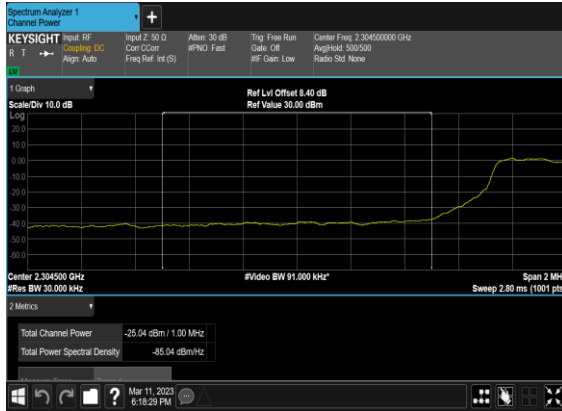 Spectrum Analyzer 1
Channel Power
+
KEYSIGHT
R T
LXI
Input: RF
Coupling: DC
Align: Auto
Input Z: 50 Ω
Corr CCorr
Freq Ref: Int (S)
Atten: 30 dB
#PNO: Fast
Trig: Free Run
Gate: Off
#IF Gain: Low
Center Freq: 2.304500000 GHz
Avg|Hold: 500/500
Radio Std: None
1 Graph
Scale/Div 10.0 dB
Ref Lvl Offset 8.40 dB
Ref Value 30.00 dBm
Log
20.0
10.0
0.00
-10.0
-20.0
-30.0
-40.0
-50.0
-60.0
Center 2.304500 GHz
#Res BW 30.000 kHz
#Video BW 91.000 kHz*
Span 2 MH
Sweep 2.80 ms (1001 pts
2 Metrics
Total Channel Power -25.04 dBm / 1.00 MHz
Total Power Spectral Density -85.04 dBm/Hz
?
Mar 11, 2023
6:18:29 PM